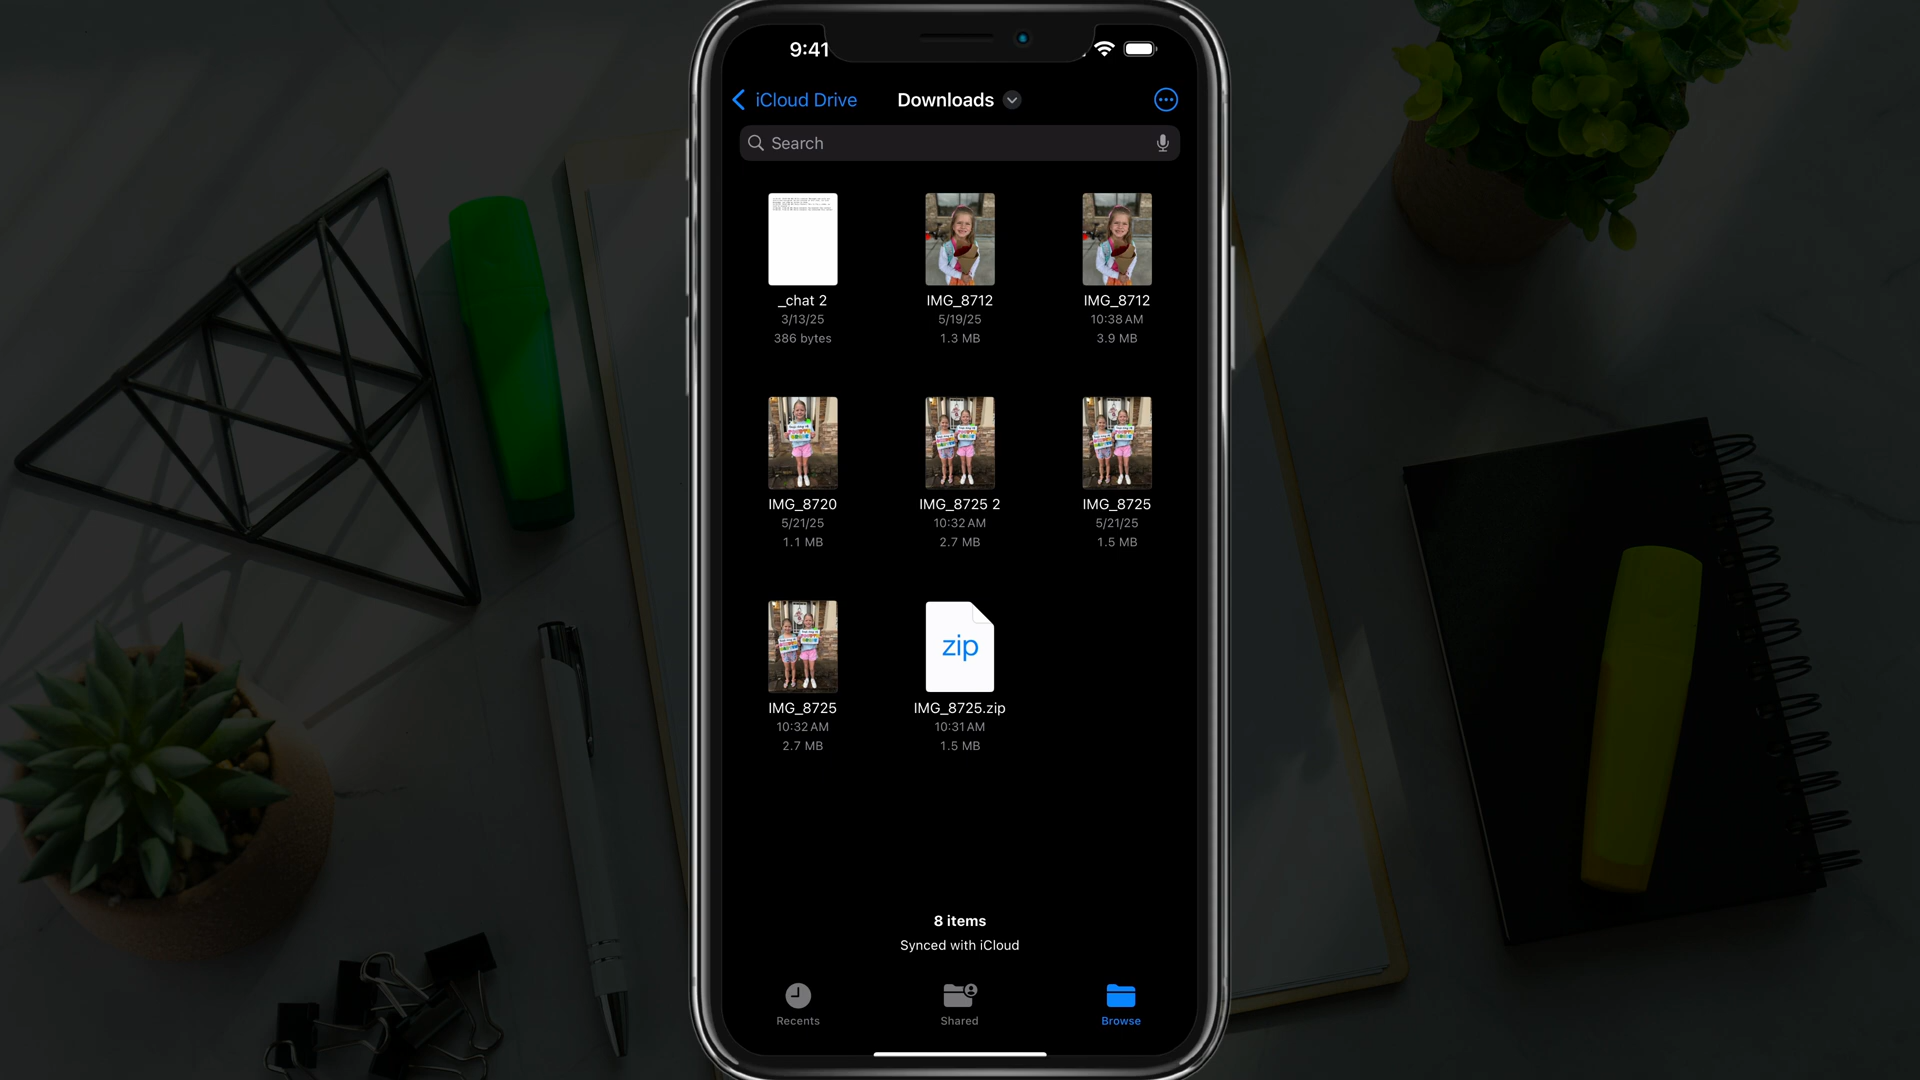 9:41
iCloud Drive
Downloads
Search
_chat 2
3/13/25
386 bytes
IMG_8712
5/19/25
1.3 MB
IMG_8712
10:38 AM
3.9 MB
IMG_8720
5/21/25
1.1 MB
IMG_8725 2
10:32 AM
2.7 MB
IMG_8725
5/21/25
1.5 MB
IMG_8725
10:32 AM
2.7 MB
zip
IMG_8725.zip
10:31 AM
1.5 MB
8 items
Synced with iCloud
Recents
Shared
Browse